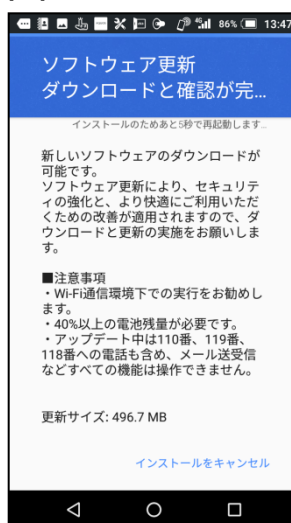 86% 13:47
ソフトウェア更新
ダウンロードと確認が完...
インストールのためあと5秒で再起動します...
新しいソフトウェアのダウンロードが
可能です。
ソフトウェア更新により、セキュリテ
ィの強化と、より快適にご利用いただ
くための改善が適用されますので、ダ
ウンロードと更新の実施をお願いしま
す。
■注意事項
・Wi-Fi通信環境下での実行をお勧めし
ます。
・40%以上の電池残量が必要です。
・アップデート中は110番、119番、
118番への電話も含め、メール送受信
などすべての機能は操作できません。
更新サイズ: 496.7 MB
インストールをキャンセル